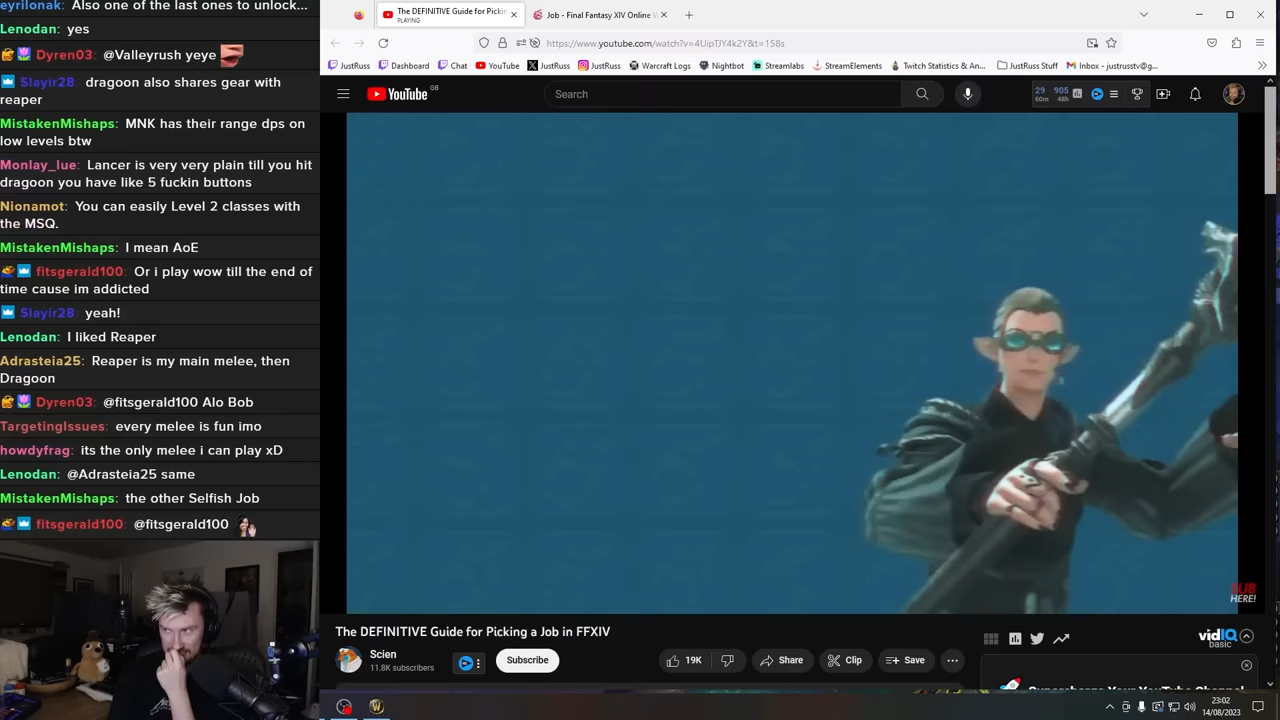 eyrilonak: Also one of the last ones to unlock...
Lenodan: yes
Dyren03: @Valleyrush yeye
Slayir28: dragoon also shares gear with
reaper
MistakenMishaps: MNK has their range dps on
low levels btw
Monlay_lue: Lancer is very very plain till you hit
dragoon you have like 5 fuckin buttons
Nionamot: You can easily Level 2 classes with
the MSQ.
MistakenMishaps: I mean AoE
fitsgerald100: Or i play wow till the end of
time cause im addicted
Slayir28: yeah!
Lenodan: I liked Reaper
Adrasteia25: Reaper is my main melee, then
Dragoon
Dyren03: @fitsgerald100 Alo Bob
TargetingIssues: every melee is fun imo
howdyfrag: its the only melee i can play xD
Lenodan: @Adrasteia25 same
MistakenMishaps: the other Selfish Job
fitsgerald100: @fitsgerald100
The DEFINITIVE Guide for Pickin
PLAYING
Job - Final Fantasy XIV Online W
https://www.youtube.com/watch?v=4UipTJY4k2Y&t=158s
JustRuss Dashboard Chat YouTube JustRuss JustRuss Warcraft Logs Nightbot Streamlabs StreamElements Twitch Statistics & An... JustRuss Stuff Inbox - justrusstv@g...
YouTube GB
Search
29 905
60m 48h
SUB
HERE!
The DEFINITIVE Guide for Picking a Job in FFXIV
Scien
11.8K subscribers
Subscribe
19K Share Clip Save
vidIQ
basic
Supercharge Your YouTube Channel
23:02
14/08/2023